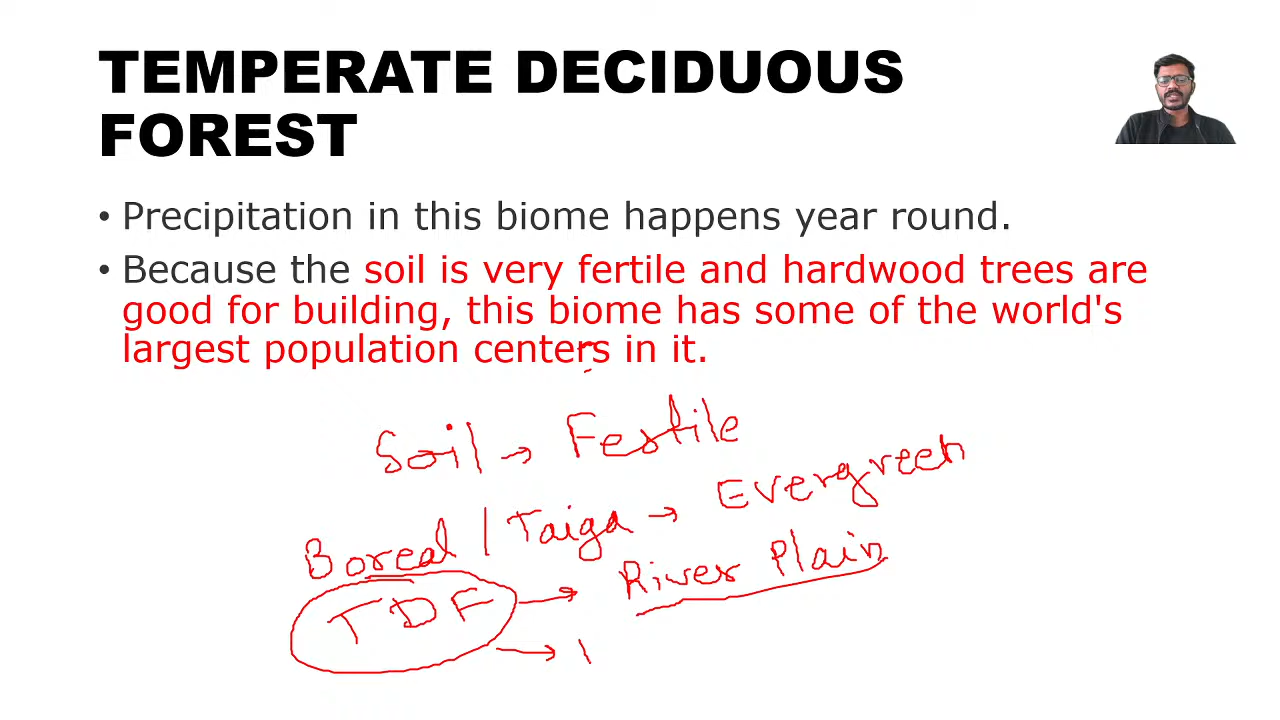 TEMPERATE DECIDUOUS
FOREST
• Precipitation in this biome happens year round.
• Because the soil is very fertile and hardwood trees are
good for building, this biome has some of the world's
largest population centers in it.
Soil → Fertile
Boreal / Taiga → Evergreen
TDF → River Plain
→